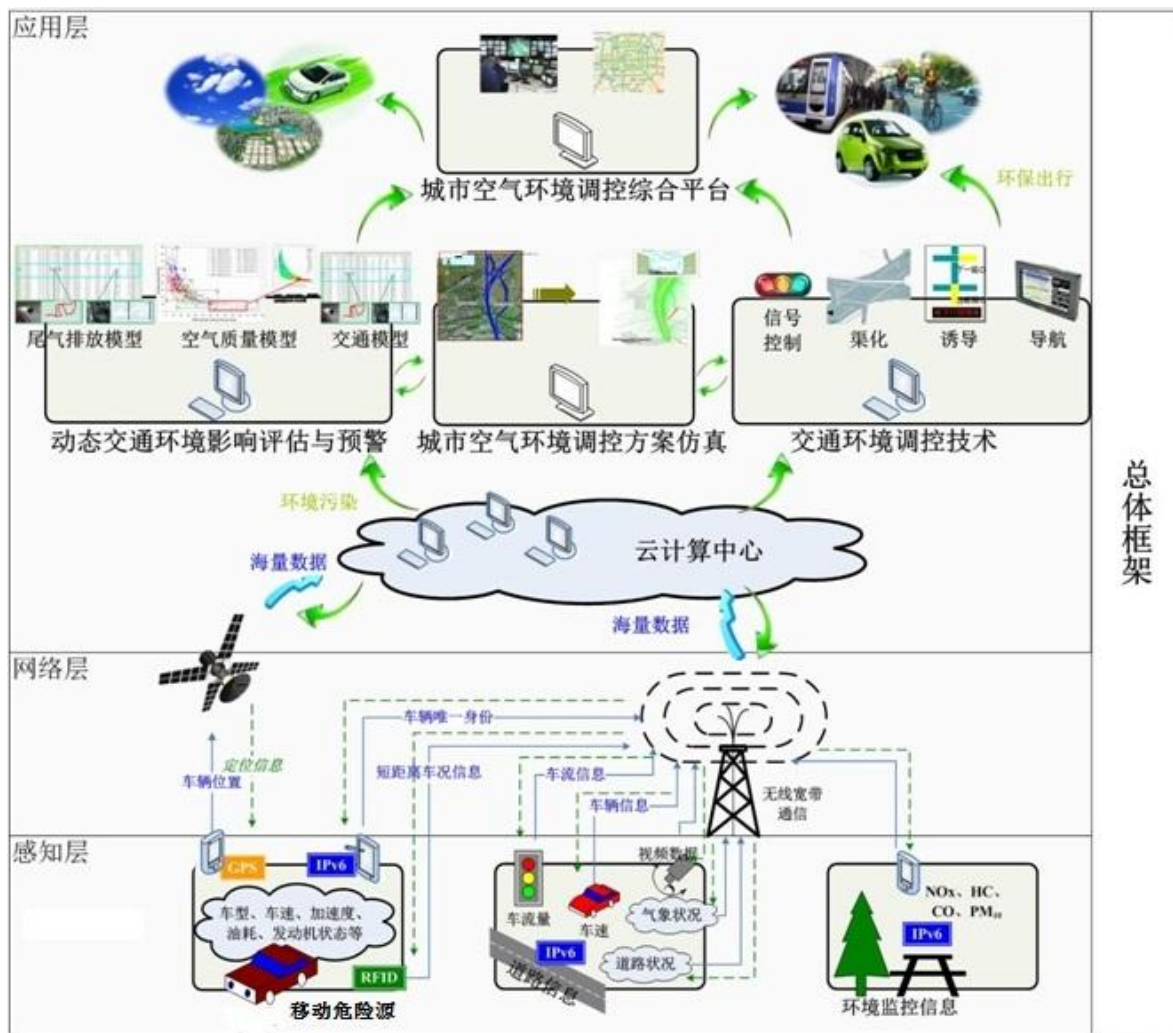 应用层
城市空气环境调控综合平台
环保出行
尾气排放模型
空气质量模型
交通模型
信号
控制
渠化
诱导
导航
动态交通环境影响评估与预警
城市空气环境调控方案仿真
交通环境调控技术
环境污染
云计算中心
海量数据
海量数据
总体框架
网络层
车辆唯一身份
定位信息
车辆位置
短距离车况信息
车流信息
车辆信息
无线宽带
通信
感知层
GPS
IPv6
车型、车速、加速度、
油耗、发动机状态等
RFID
移动危险源
视频数据
车流量
车速
气象状况
IPv6
道路状况
道路信息
NOx、HC、
CO、PM₁₀
IPv6
环境监控信息